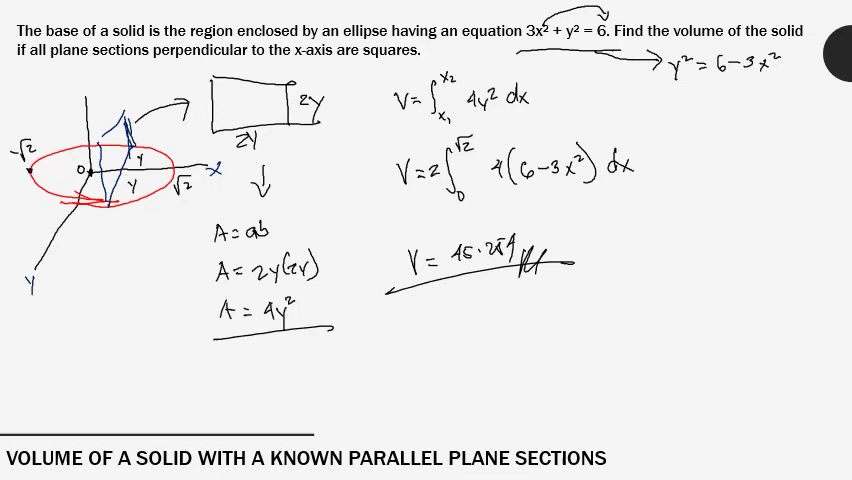 The base of a solid is the region enclosed by an ellipse having an equation 3x² + y² = 6. Find the volume of the solid
if all plane sections perpendicular to the x-axis are squares.
y² = 6-3x²
2Y
2Y
-√2
O
Y
Y
√2
X
Y
A = ab
A = 2y(2y)
A = 4y²
V = ∫ₓ₁ˣ² 4y² dx
V = 2 ∫₀^√2 4(6-3x²) dx
V = 45.254
VOLUME OF A SOLID WITH A KNOWN PARALLEL PLANE SECTIONS